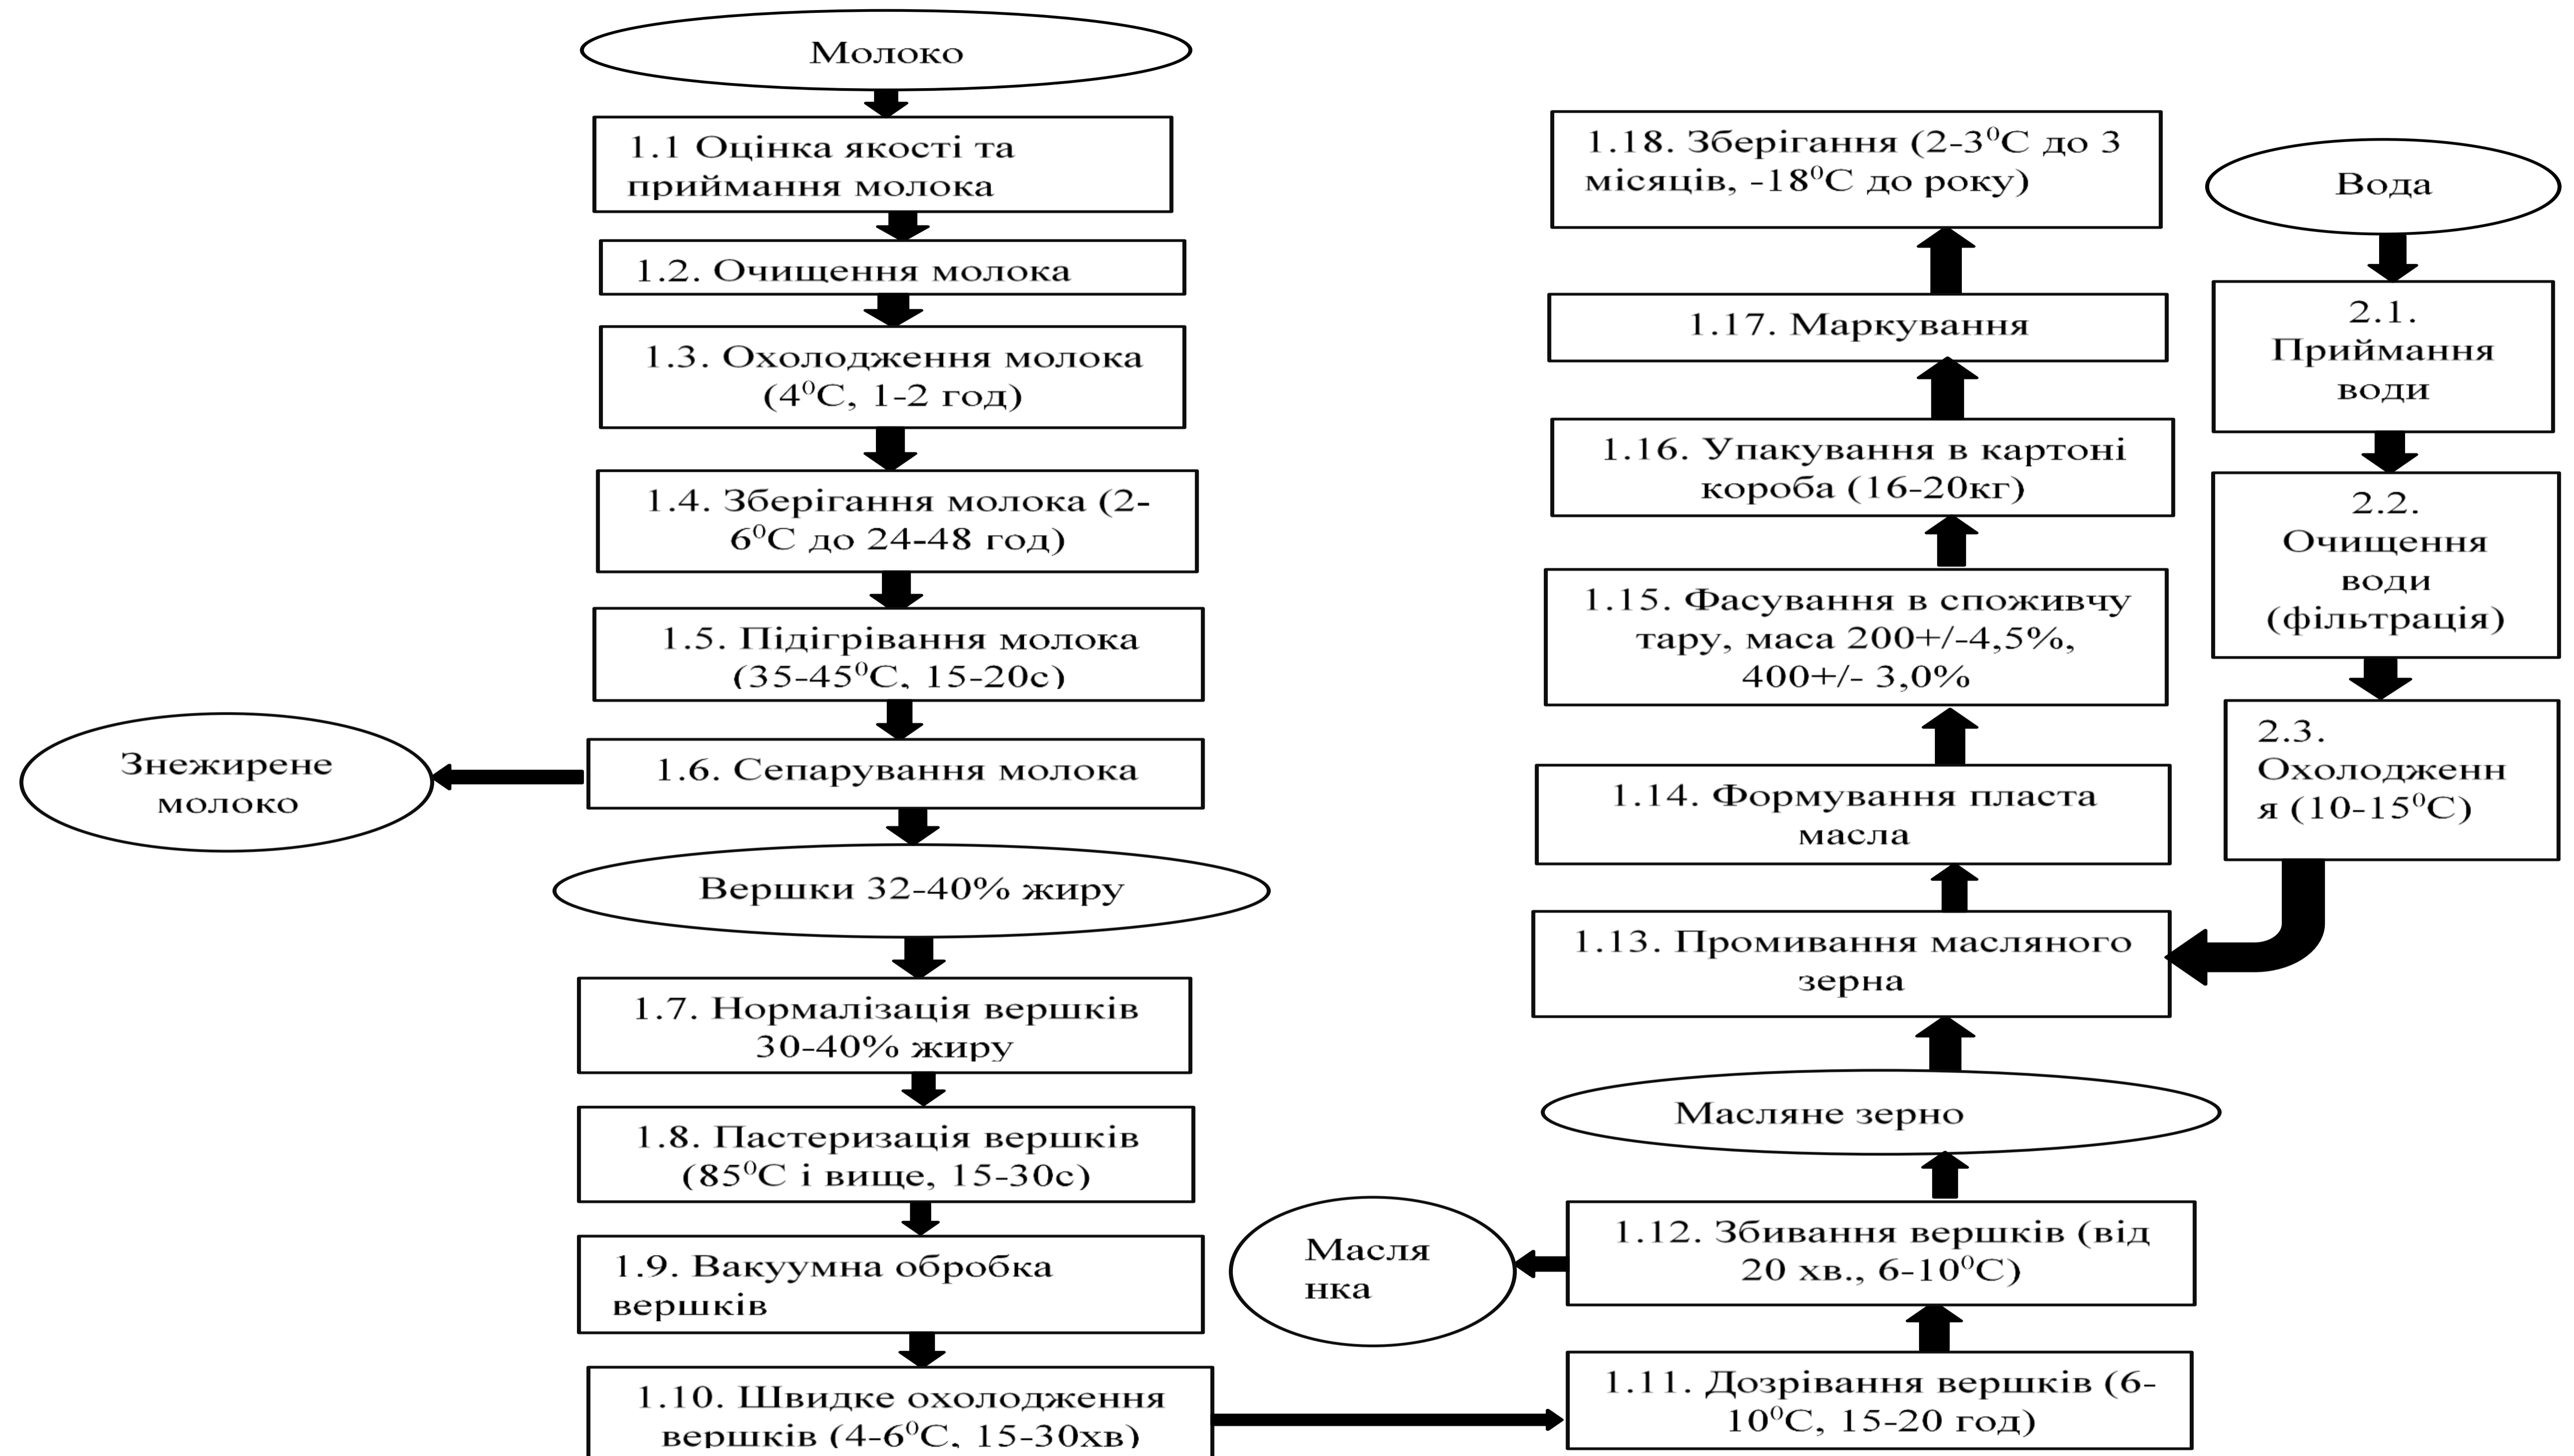 Молоко
1.1 Оцінка якості та
приймання молока
1.2. Очищення молока
1.3. Охолодження молока
(4⁰С, 1-2 год)
1.4. Зберігання молока (2-
6⁰С до 24-48 год)
1.5. Підігрівання молока
(35-45⁰С, 15-20с)
1.6. Сепарування молока
Знежирене
молоко
Вершки 32-40% жиру
1.7. Нормалізація вершків
30-40% жиру
1.8. Пастеризація вершків
(85⁰С і вище, 15-30с)
1.9. Вакуумна обробка
вершків
1.10. Швидке охолодження
вершків (4-6⁰С, 15-30хв)
1.11. Дозрівання вершків (6-
10⁰С, 15-20 год)
1.12. Збивання вершків (від
20 хв., 6-10⁰С)
Масля
нка
Масляне зерно
1.13. Промивання масляного
зерна
1.14. Формування пласта
масла
1.15. Фасування в споживчу
тару, маса 200+/-4,5%,
400+/- 3,0%
1.16. Упакування в картоні
короба (16-20кг)
1.17. Маркування
1.18. Зберігання (2-3⁰С до 3
місяців, -18⁰С до року)
Вода
2.1.
Приймання
води
2.2.
Очищення
води
(фільтрація)
2.3.
Охолодженн
я (10-15⁰С)